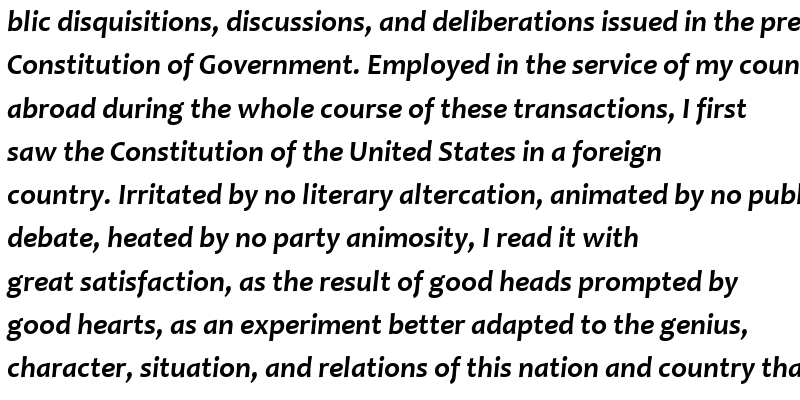 blic disquisitions, discussions, and deliberations issued in the pre
Constitution of Government. Employed in the service of my coun
abroad during the whole course of these transactions, I first
saw the Constitution of the United States in a foreign
country. Irritated by no literary altercation, animated by no publ
debate, heated by no party animosity, I read it with
great satisfaction, as the result of good heads prompted by
good hearts, as an experiment better adapted to the genius,
character, situation, and relations of this nation and country tha